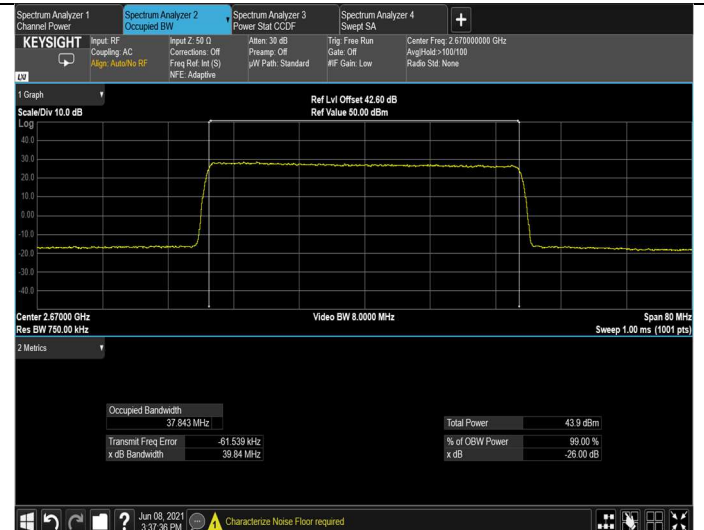 Spectrum Analyzer 1
Channel Power
Spectrum Analyzer 2
Occupied BW
Spectrum Analyzer 3
Power Stat CCDF
Spectrum Analyzer 4
Swept SA
+
KEYSIGHT
LXI
Input: RF
Coupling: AC
Align: Auto/No RF
Input Z: 50 Ω
Corrections: Off
Freq Ref: Int (S)
NFE: Adaptive
Atten: 30 dB
Preamp: Off
µW Path: Standard
Trig: Free Run
Gate: Off
#IF Gain: Low
Center Freq: 2.670000000 GHz
Avg|Hold:>100/100
Radio Std: None
1 Graph
Scale/Div 10.0 dB
Ref Lvl Offset 42.60 dB
Ref Value 50.00 dBm
Log
40.0
30.0
20.0
10.0
0.00
-10.0
-20.0
-30.0
-40.0
Center 2.67000 GHz
Res BW 750.00 kHz
Video BW 8.0000 MHz
Span 80 MHz
Sweep 1.00 ms (1001 pts)
2 Metrics
Occupied Bandwidth
37.843 MHz
Transmit Freq Error -61.539 kHz
x dB Bandwidth 39.84 MHz
Total Power 43.9 dBm
% of OBW Power 99.00 %
x dB -26.00 dB
?
Jun 08, 2021
3:37:36 PM
Characterize Noise Floor required